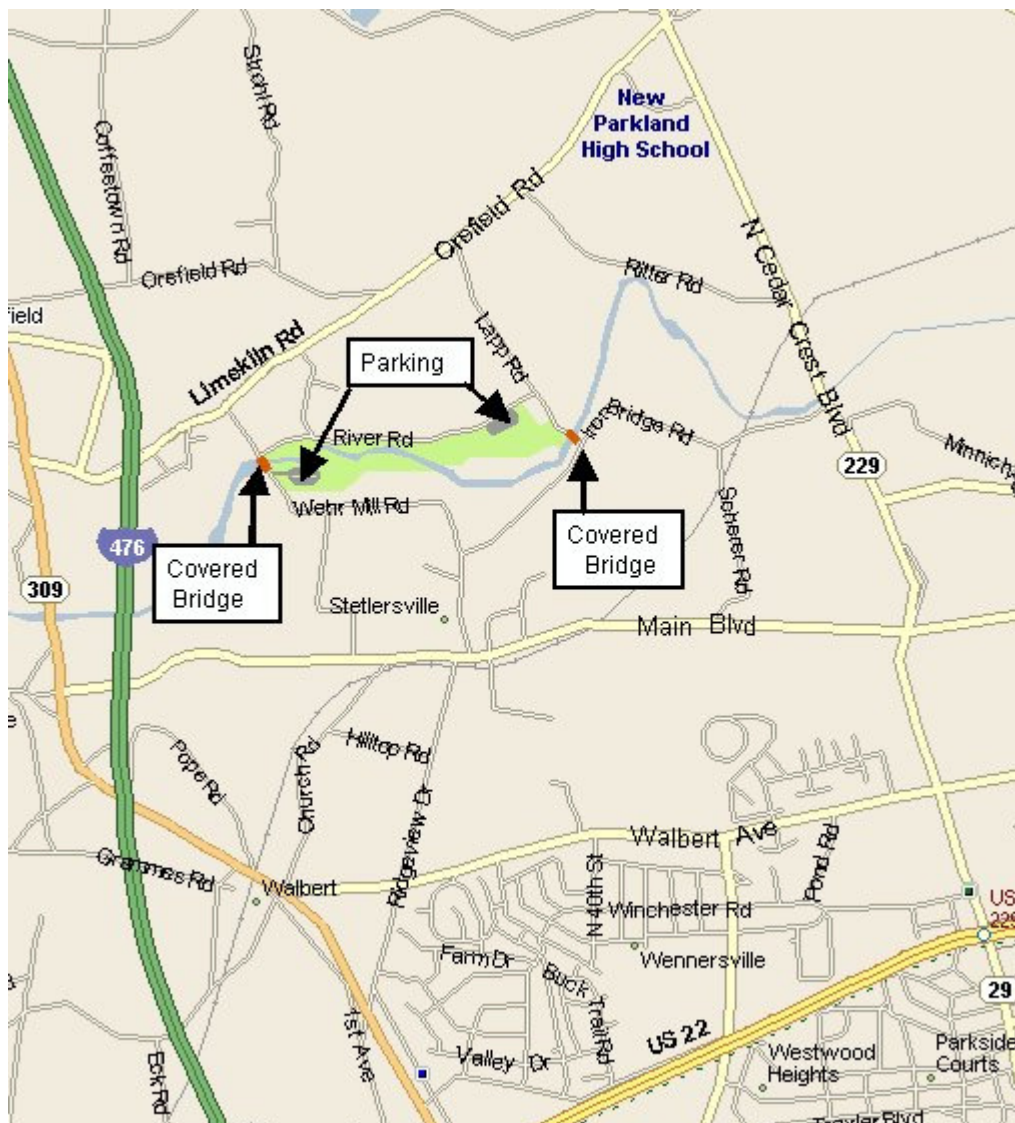 New
Parkland
High School
Strohl Rd
Coffeetown Rd
Orefield Rd
N Cedar Crest Blvd
Ritter Rd
Orefield Rd
field
Limekiln Rd
Lapp Rd
Parking
River Rd
Bridge Rd
229
Wehr Mill Rd
Scherer Rd
476
309
Covered
Bridge
Covered
Bridge
Stetlersville
Main Blvd
Hilltop Rd
Pope Rd
Church Rd
Ridgeview Dr
Walbert Ave
Pond Rd
Grammes Rd
Walbert
N 40th St
Winchester Rd
US
Wennersville
Farm Dr
Buck Trail Rd
29
US 22
1st Ave
Valley Dr
Eck Rd
Westwood
Heights
Parkside
Courts